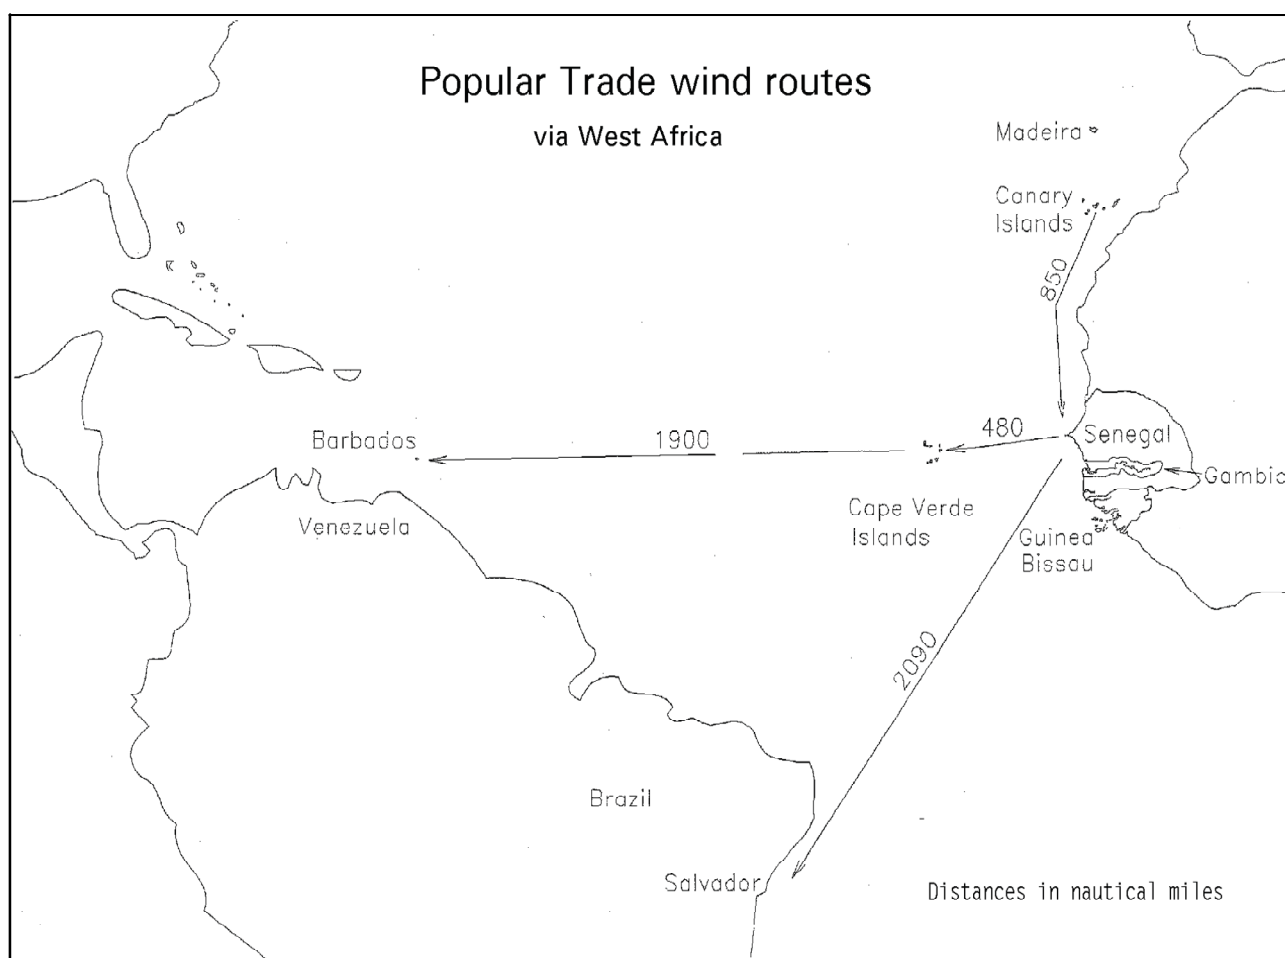 Popular Trade wind routes
via West Africa
Madeira
Canary
Islands
850
Barbados
1900
480
Senegal
Gambia
Venezuela
Cape Verde
Islands
Guinea
Bissau
2090
Brazil
Salvador
Distances in nautical miles